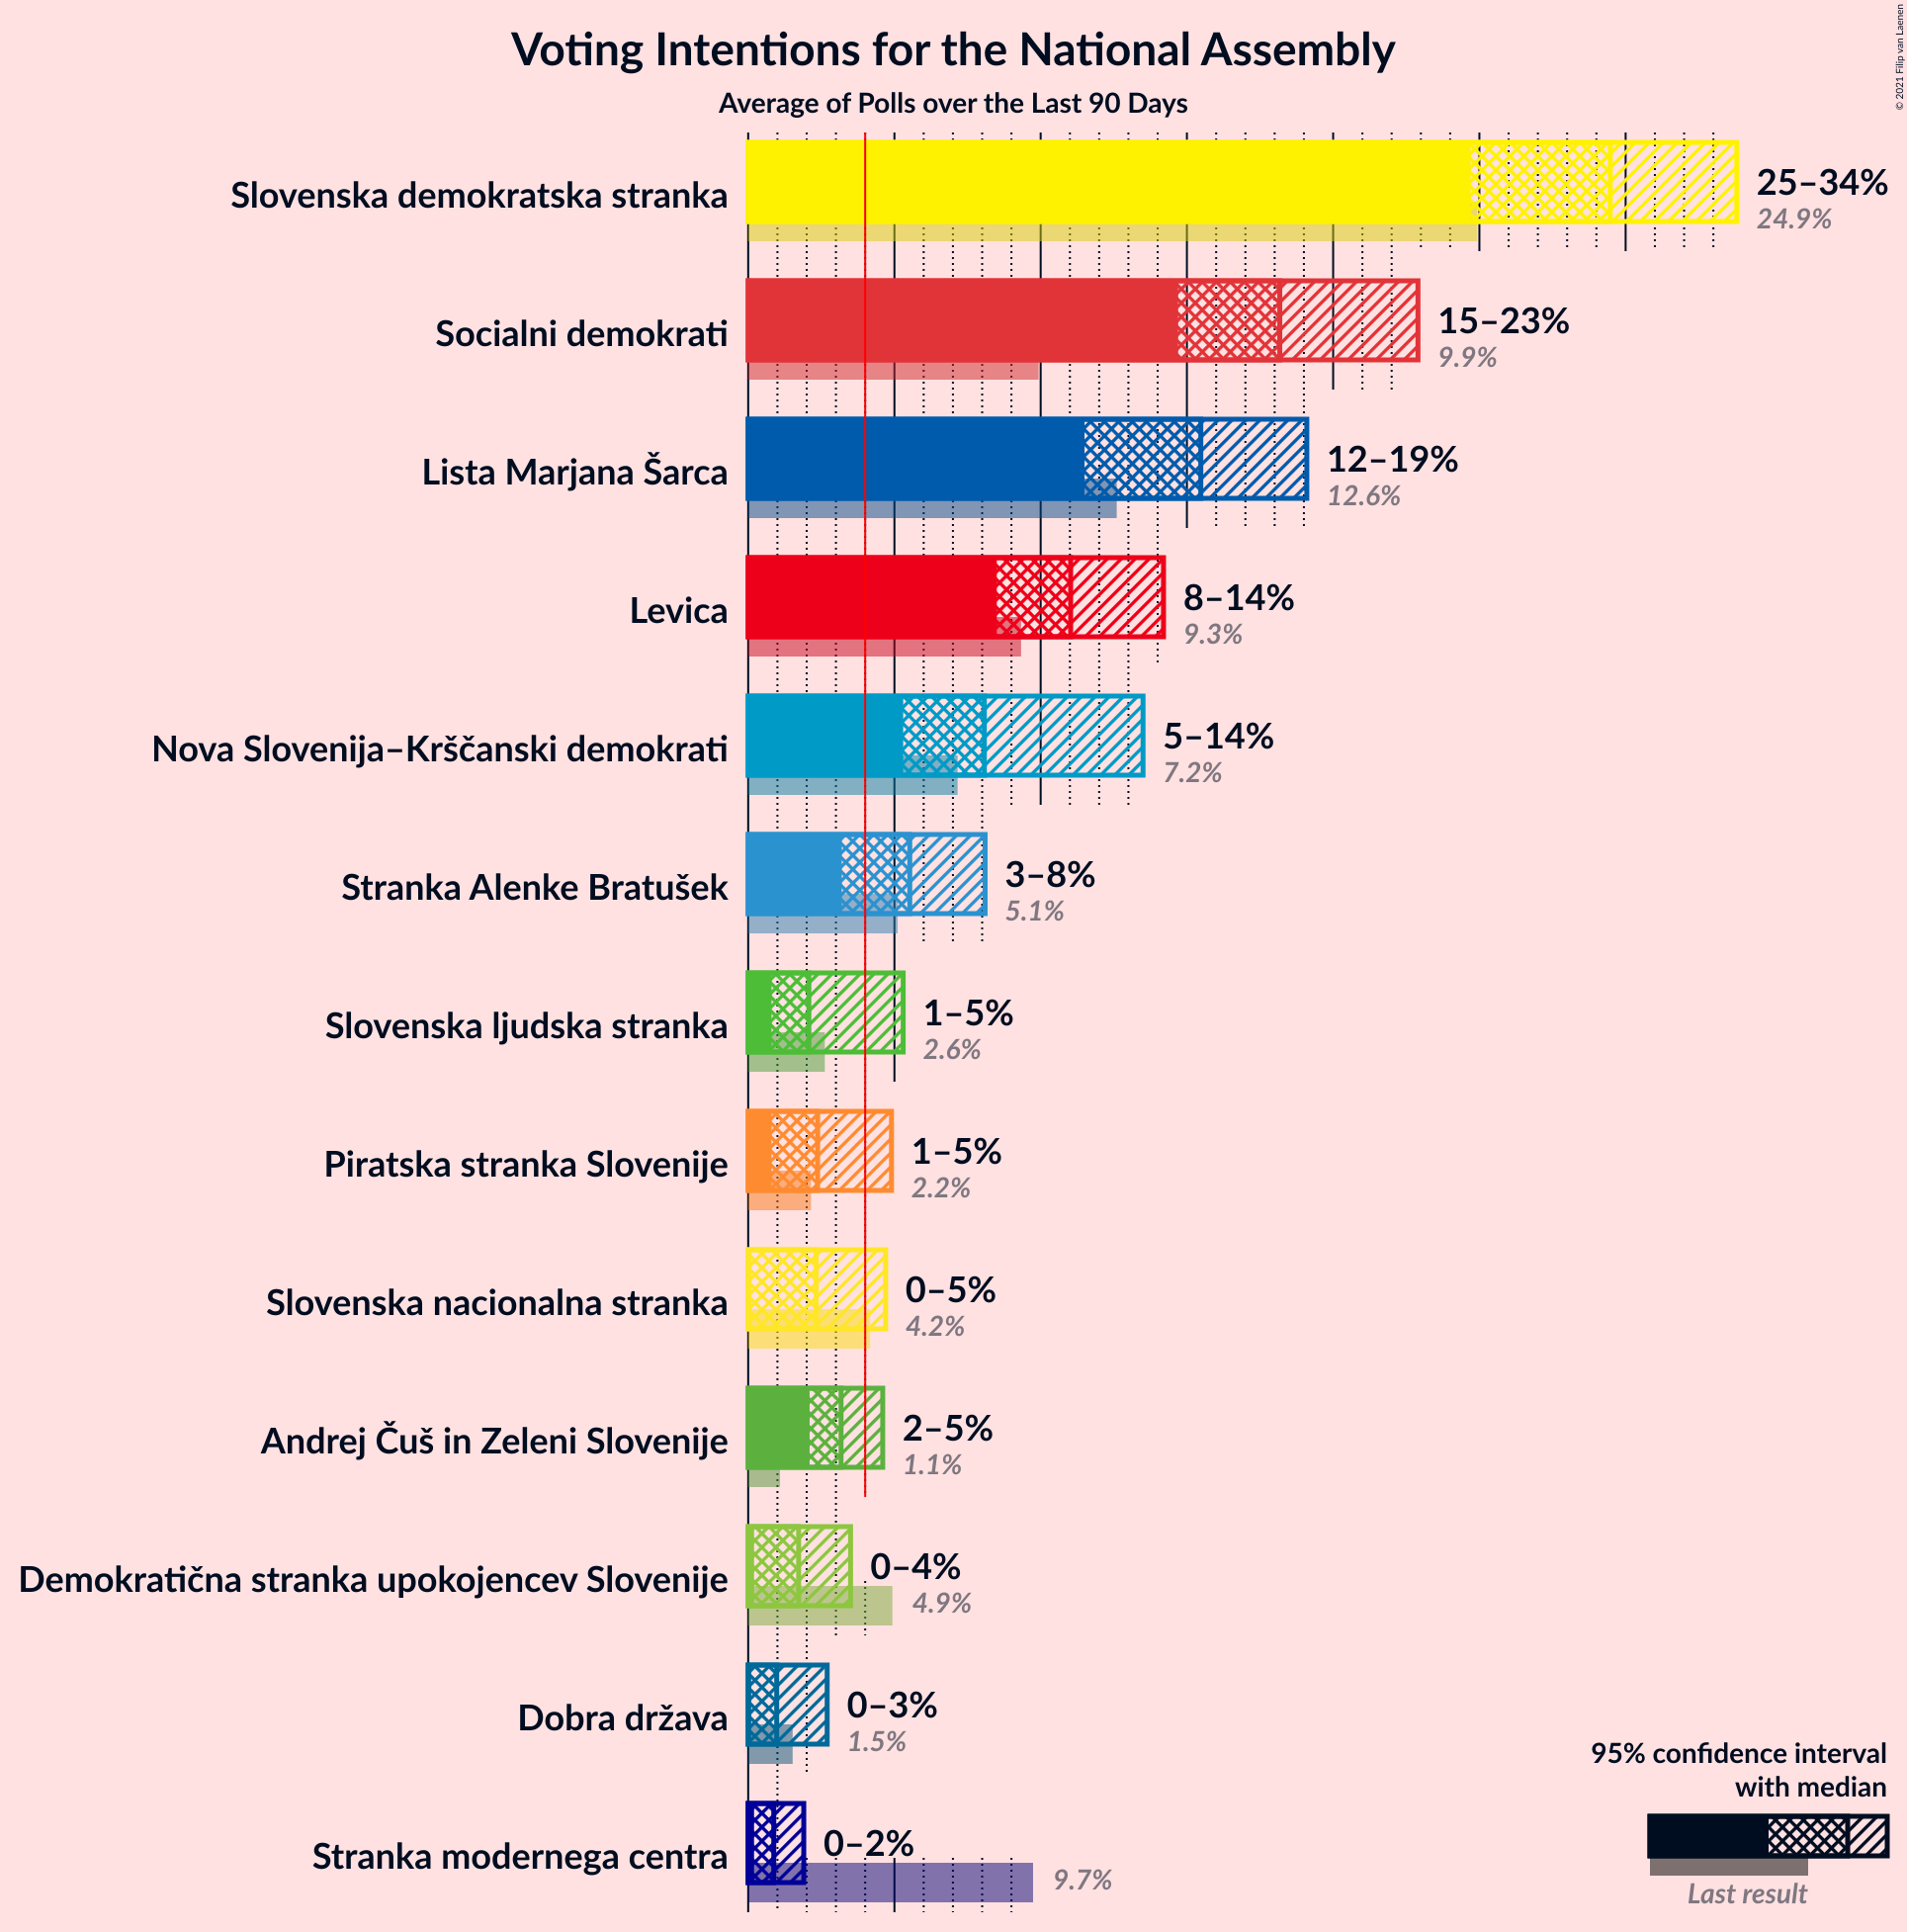 © 2021 Filip van Laenen
Voting Intentions for the National Assembly
Average of Polls over the Last 90 Days
Slovenska demokratska stranka
25–34%
24.9%
Socialni demokrati
15–23%
9.9%
Lista Marjana Šarca
12–19%
12.6%
Levica
8–14%
9.3%
Nova Slovenija–Krščanski demokrati
5–14%
7.2%
Stranka Alenke Bratušek
3–8%
5.1%
Slovenska ljudska stranka
1–5%
2.6%
Piratska stranka Slovenije
1–5%
2.2%
Slovenska nacionalna stranka
0–5%
4.2%
Andrej Čuš in Zeleni Slovenije
2–5%
1.1%
Demokratična stranka upokojencev Slovenije
0–4%
4.9%
Dobra država
0–3%
1.5%
Stranka modernega centra
0–2%
9.7%
95% confidence interval
with median
Last result